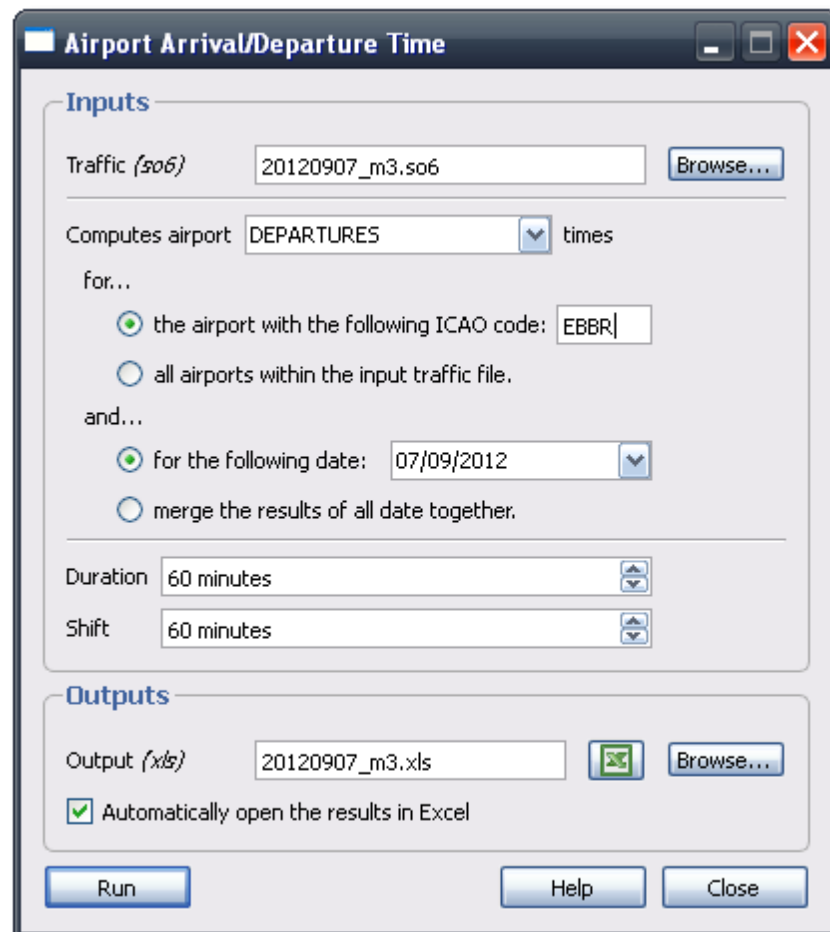 Airport Arrival/Departure Time
Inputs
Traffic (so6) 20120907_m3.so6 Browse...
Computes airport DEPARTURES times
for...
the airport with the following ICAO code: EBBR
all airports within the input traffic file.
and...
for the following date: 07/09/2012
merge the results of all date together.
Duration 60 minutes
Shift 60 minutes
Outputs
Output (xls) 20120907_m3.xls Browse...
Automatically open the results in Excel
Run Help Close